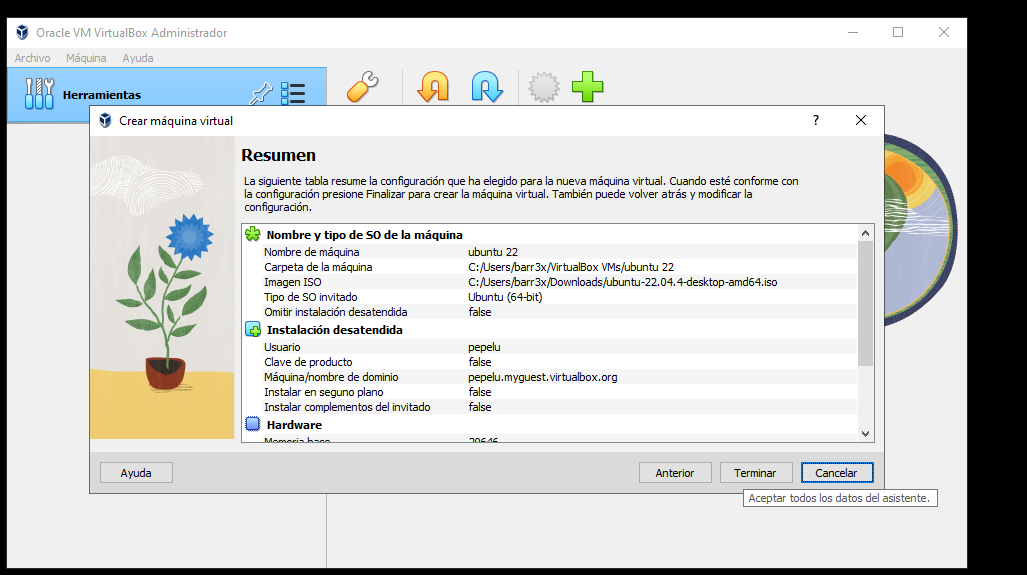 Oracle VM VirtualBox Administrador
Archivo Máquina Ayuda
Herramientas
Crear máquina virtual
?
Resumen
La siguiente tabla resume la configuración que ha elegido para la nueva máquina virtual. Cuando esté conforme con
la configuración presione Finalizar para crear la máquina virtual. También puede volver atrás y modificar la
configuración.
Nombre y tipo de SO de la máquina
Nombre de máquina ubuntu 22
Carpeta de la máquina C:/Users/barr3x/VirtualBox VMs/ubuntu 22
Imagen ISO C:/Users/barr3x/Downloads/ubuntu-22.04.4-desktop-amd64.iso
Tipo de SO invitado Ubuntu (64-bit)
Omitir instalación desatendida false
Instalación desatendida
Usuario pepelu
Clave de producto false
Máquina/nombre de dominio pepelu.myguest.virtualbox.org
Instalar en seguno plano false
Instalar complementos del invitado false
Hardware
Memoria base 20646
Ayuda Anterior Terminar Cancelar
Aceptar todos los datos del asistente.